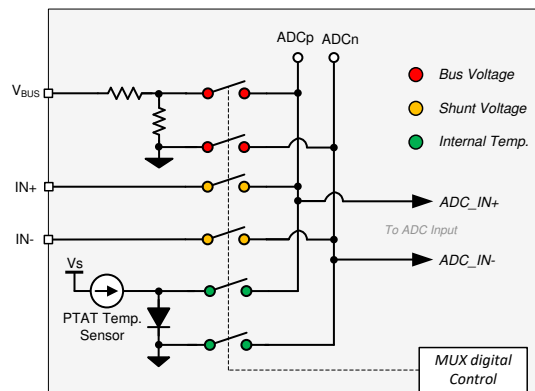 ADCp ADCn
VBUS
Bus Voltage
Shunt Voltage
Internal Temp.
IN+
ADC_IN+
To ADC Input
IN-
ADC_IN-
Vs
PTAT Temp.
Sensor
MUX digital
Control